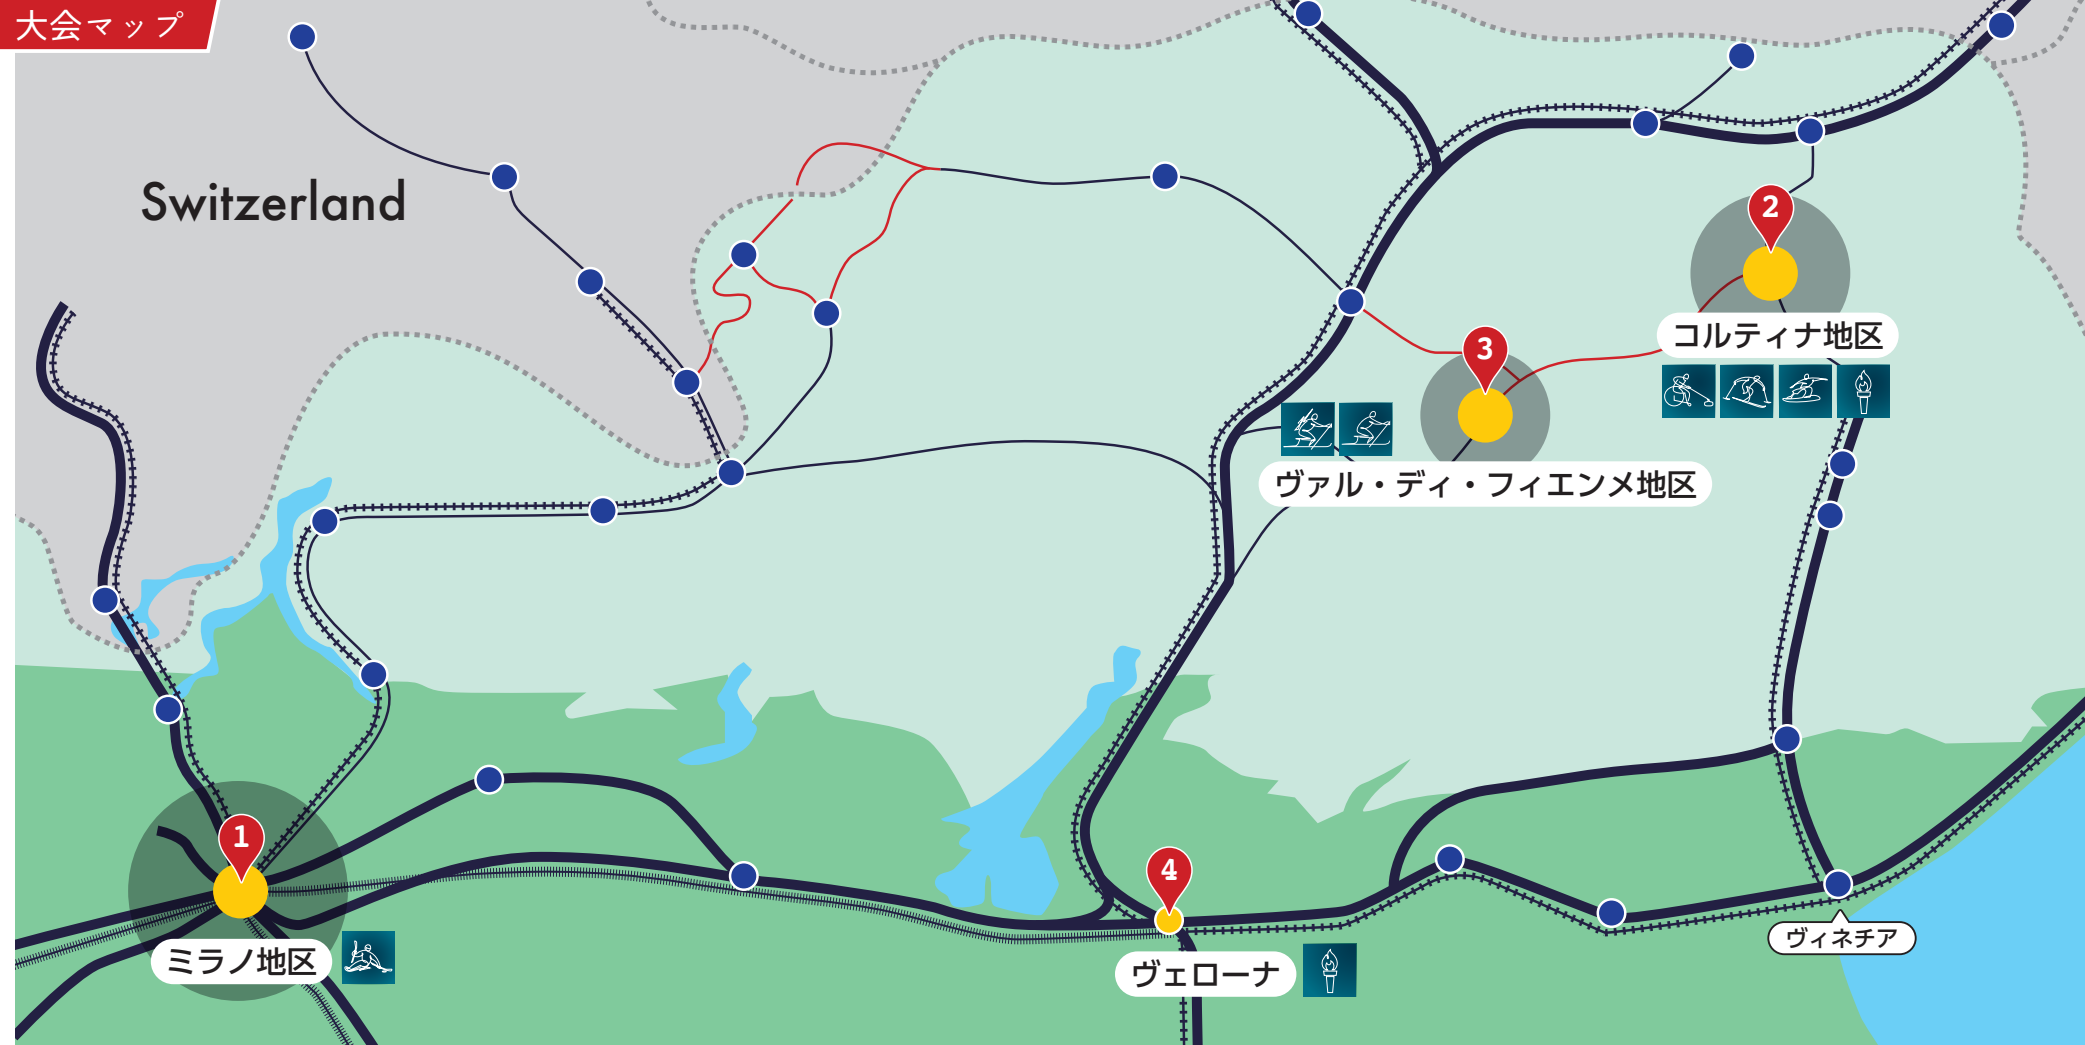 大会マップ
Switzerland
2
コルティナ地区
3
ヴァル・ディ・フィエンメ地区
1
ミラノ地区
4
ヴェローナ
ヴィネチア